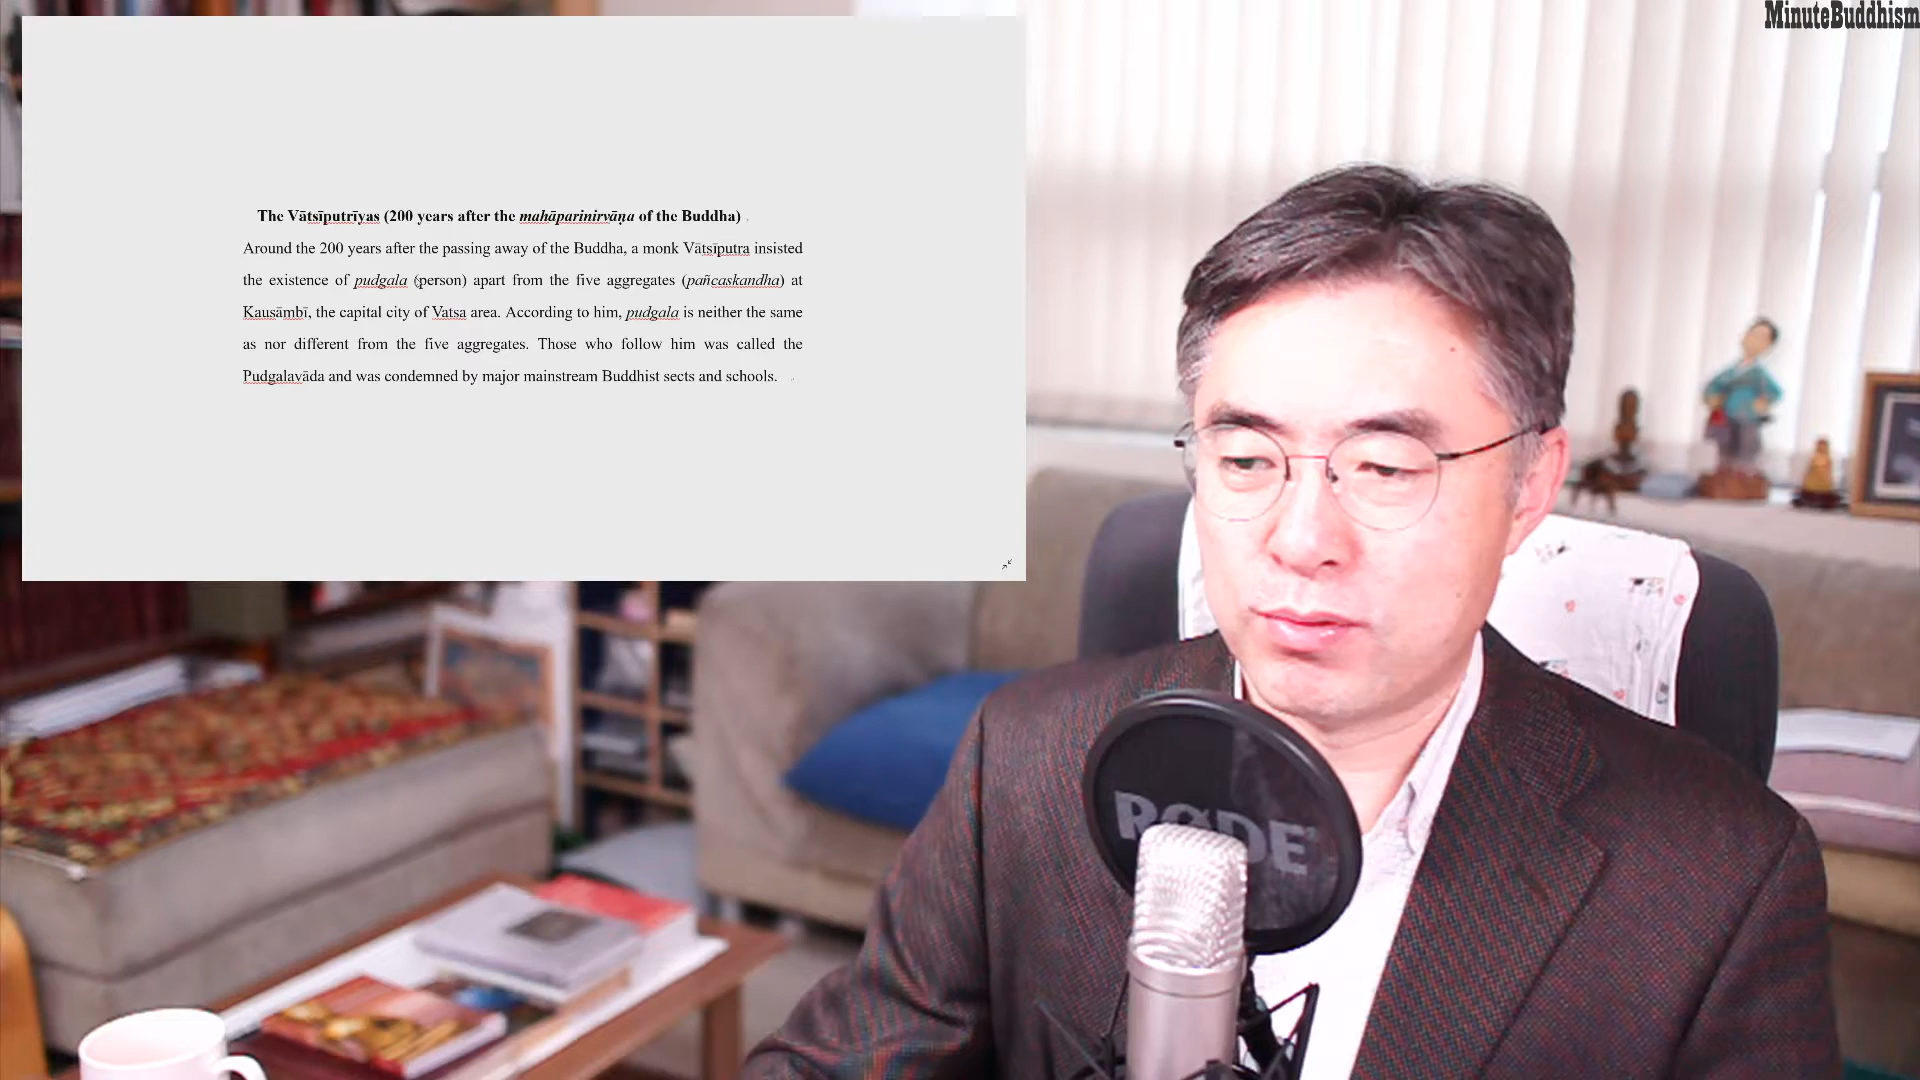 MinuteBuddhism
The Vātsīputrīyas (200 years after the mahāparinirvāṇa of the Buddha)
Around the 200 years after the passing away of the Buddha, a monk Vātsīputra insisted
the existence of pudgala (person) apart from the five aggregates (pañcaskandha) at
Kausāmbī, the capital city of Vatsa area. According to him, pudgala is neither the same
as nor different from the five aggregates. Those who follow him was called the
Pudgalavāda and was condemned by major mainstream Buddhist sects and schools.
RØDE